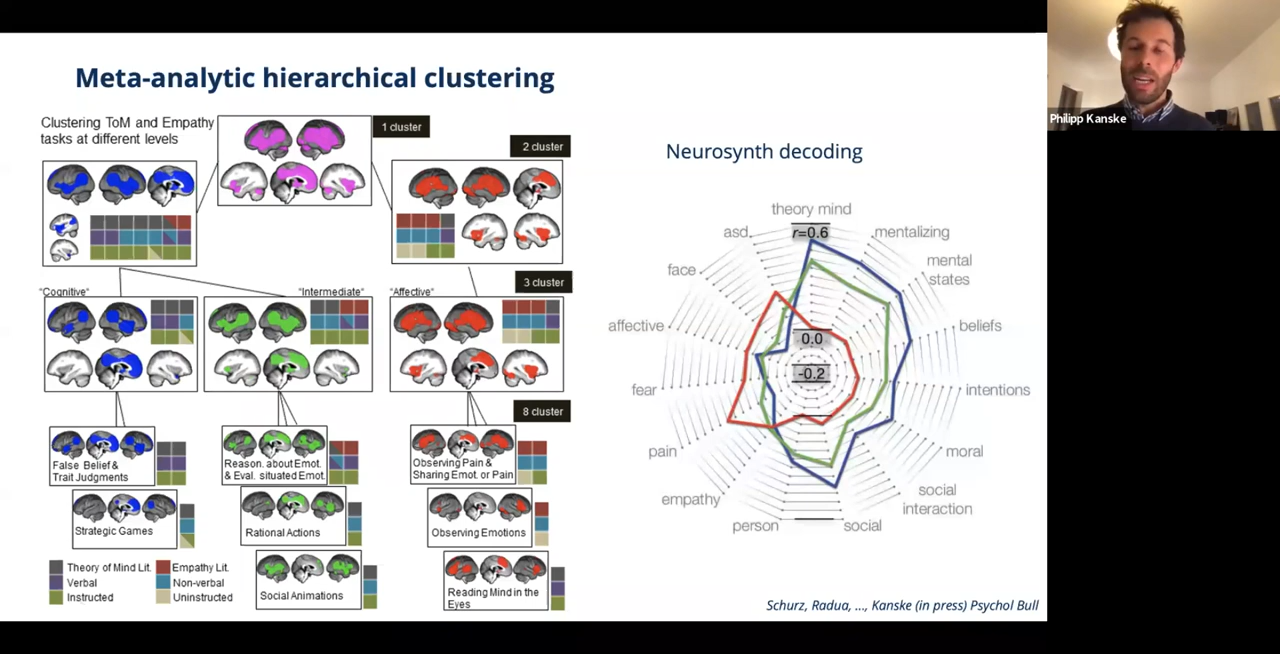 Meta-analytic hierarchical clustering
Philipp Kanske
Clustering ToM and Empathy
tasks at different levels
1 cluster
2 cluster
Neurosynth decoding
3 cluster
"Cognitive"
"Intermediate"
"Affective"
8 cluster
False Belief &
Trait Judgments
Reason. about Emot.
& Eval. situated Emot.
Observing Pain &
Sharing Emot. or Pain
Strategic Games
Rational Actions
Observing Emotions
Social Animations
Reading Mind in the
Eyes
Theory of Mind Lit.
Empathy Lit.
Verbal
Non-verbal
Instructed
Uninstructed
theory mind
r=0.6
asd
mentalizing
face
mental
states
affective
0.0
beliefs
-0.2
fear
intentions
pain
moral
empathy
social
interaction
person
social
Schurz, Radua, ..., Kanske (in press) Psychol Bull